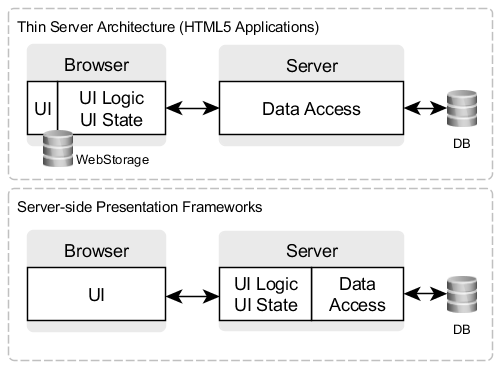 Thin Server Architecture (HTML5 Applications)
Browser
Server
UI
UI Logic
UI State
Data Access
WebStorage
DB
Server-side Presentation Frameworks
Browser
Server
UI
UI Logic
UI State
Data
Access
DB